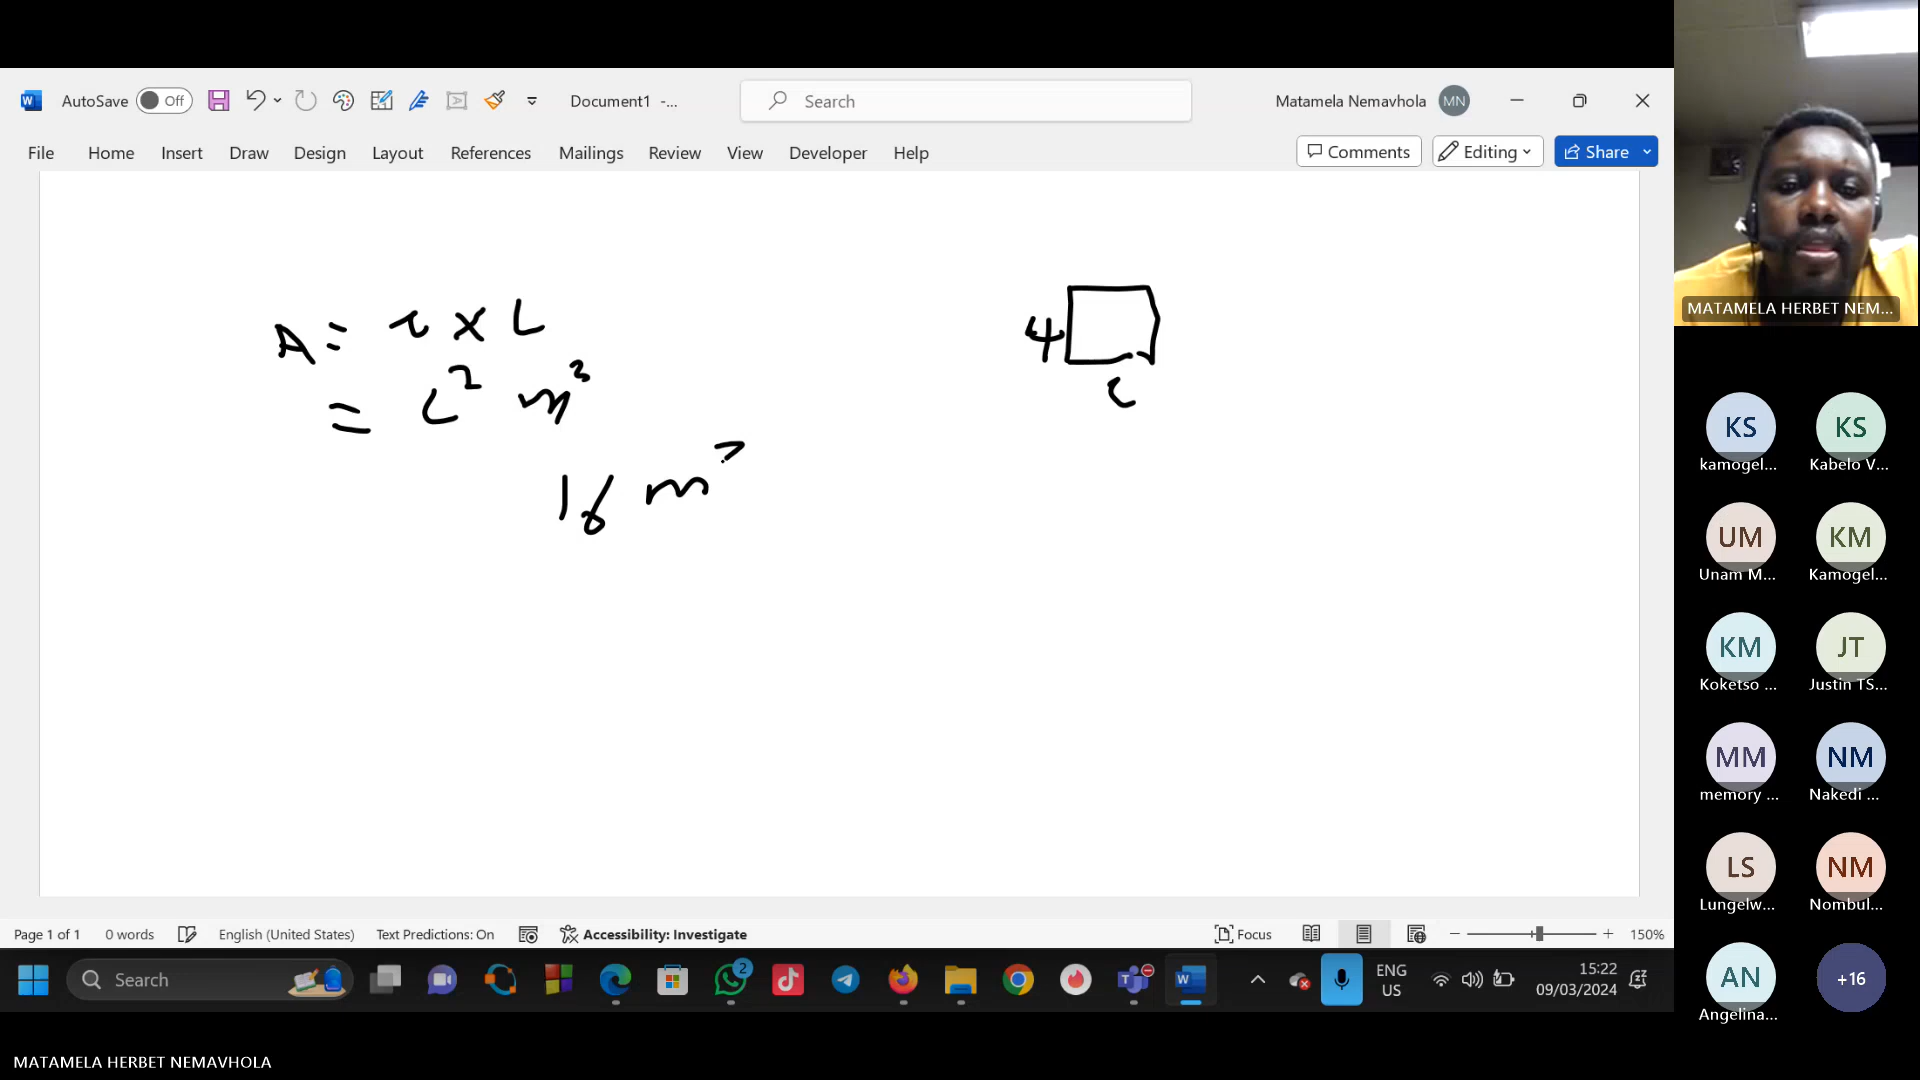 AutoSave Off Document1 -... Search Matamela Nemavhola MN
File Home Insert Draw Design Layout References Mailings Review View Developer Help Comments Editing Share
MATAMELA HERBET NEM...
A = L x L
= L² m³
4
L
16 m²
KS KS
kamogel... Kabelo V...
UM KM
Unam M... Kamogel...
KM JT
Koketso ... Justin TS...
MM NM
memory ... Nakedi ...
LS NM
Lungelw... Nombul...
AN +16
Angelina...
Page 1 of 1 0 words English (United States) Text Predictions: On Accessibility: Investigate Focus 150%
Search 2 ENG US 15:22 09/03/2024
MATAMELA HERBET NEMAVHOLA